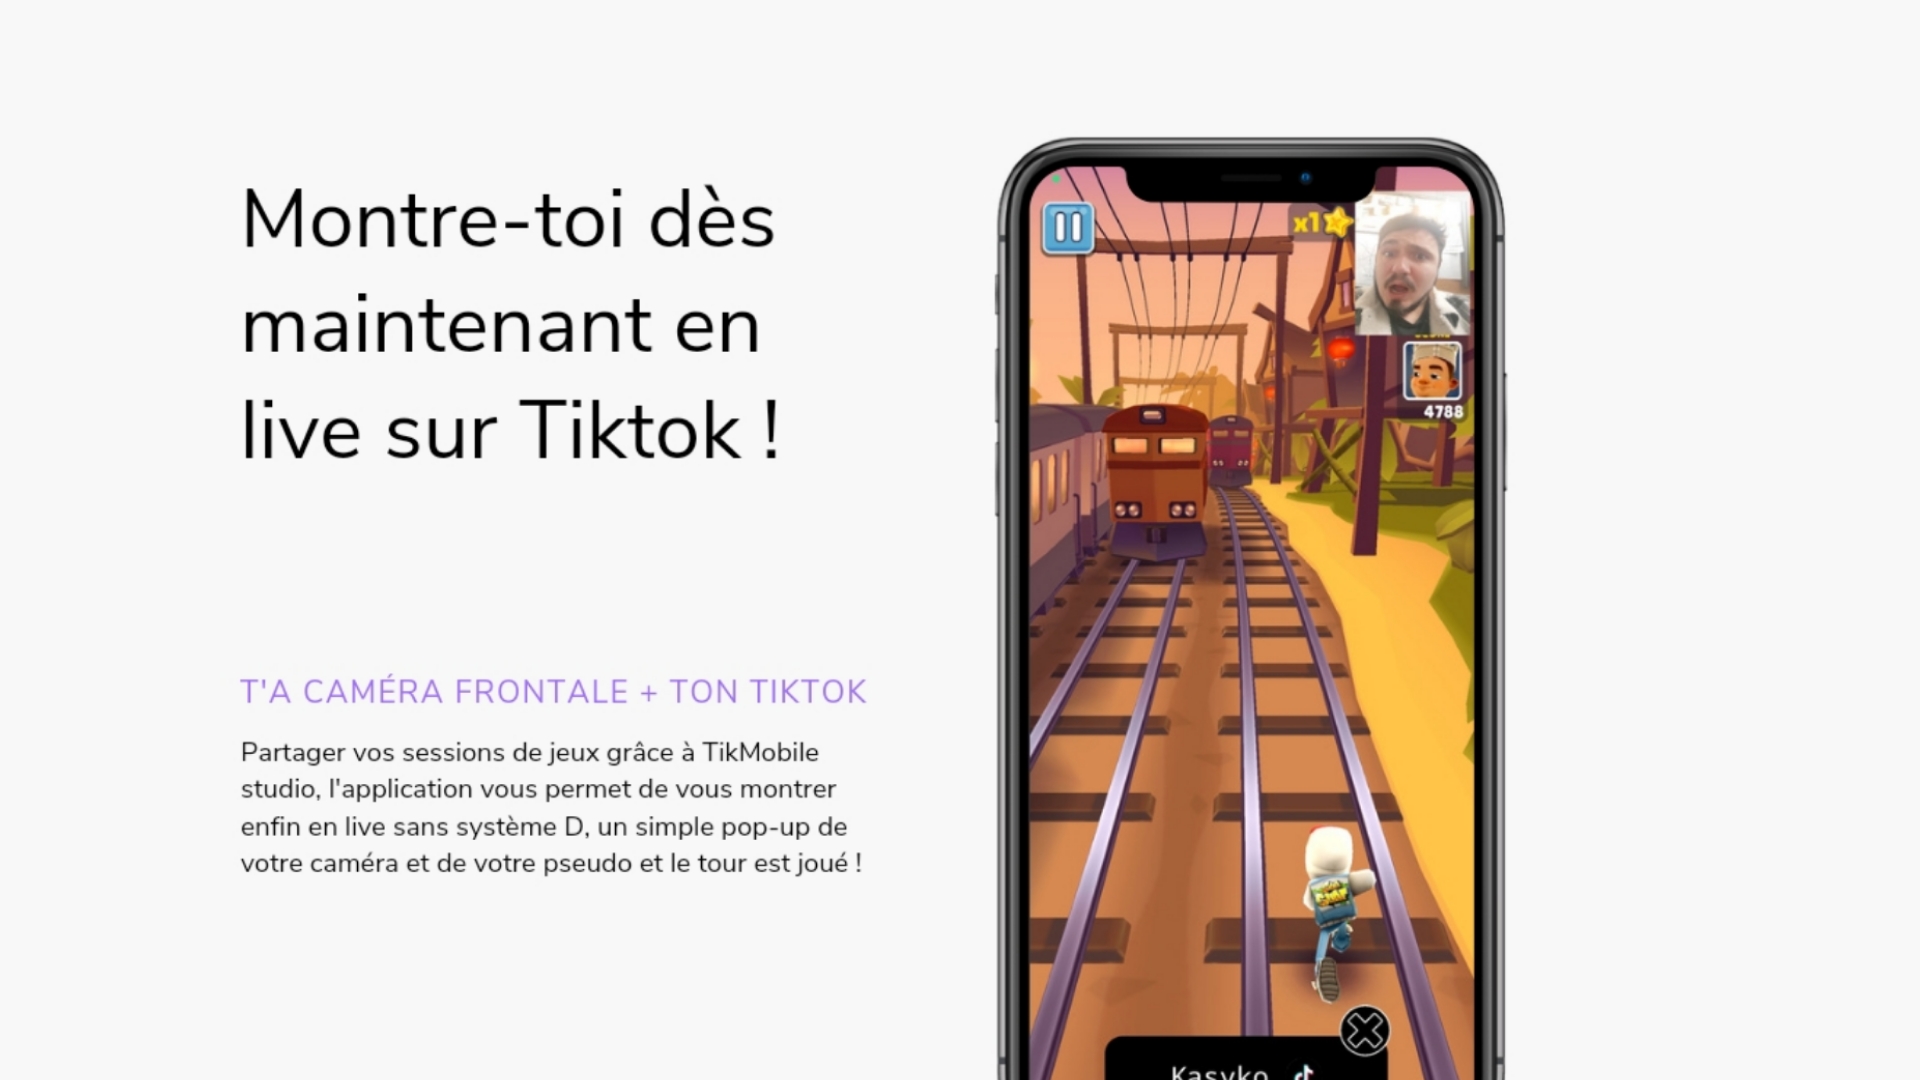 Montre-toi dès
maintenant en
live sur Tiktok !
T'A CAMÉRA FRONTALE + TON TIKTOK
Partager vos sessions de jeux grâce à TikMobile
studio, l'application vous permet de vous montrer
enfin en live sans système D, un simple pop-up de
votre caméra et de votre pseudo et le tour est joué !
x1
4788
Kasyko